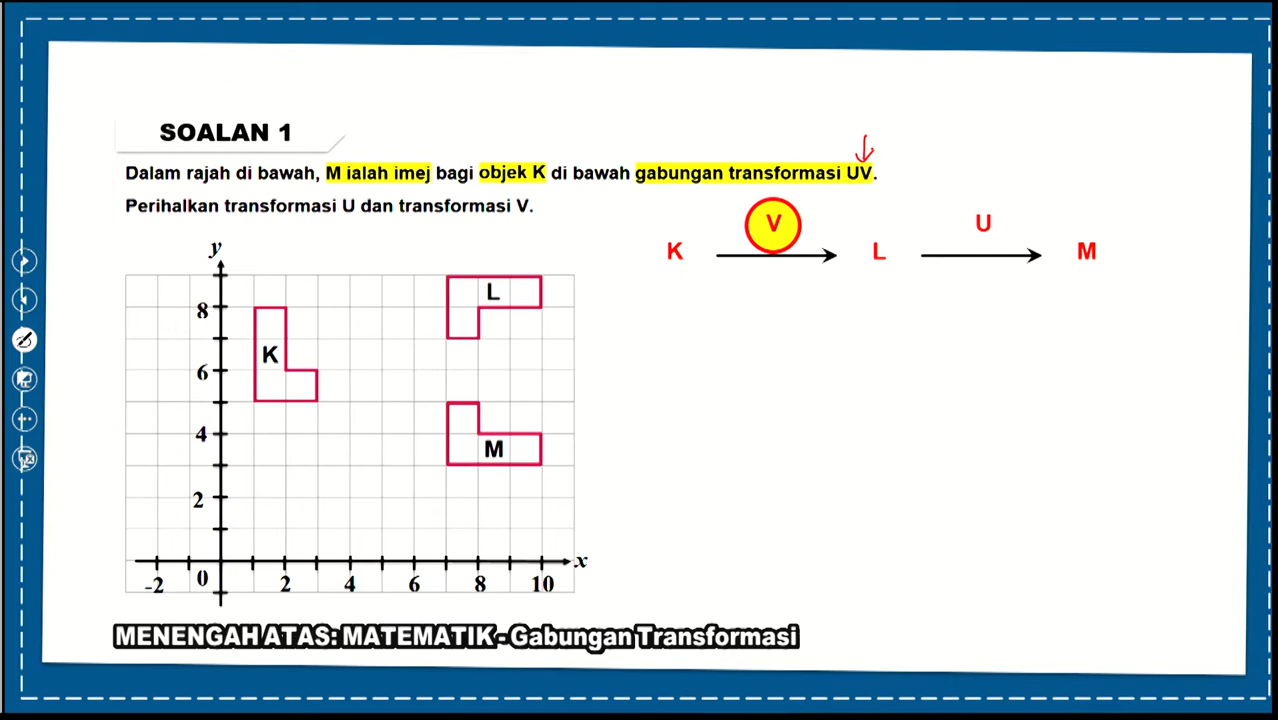 SOALAN 1
Dalam rajah di bawah, M ialah imej bagi objek K di bawah gabungan transformasi UV.
Perihalkan transformasi U dan transformasi V.
K V L U M
y
8
6
4
2
0
-2 2 4 6 8 10 x
K
L
M
MENENGAH ATAS: MATEMATIK - Gabungan Transformasi